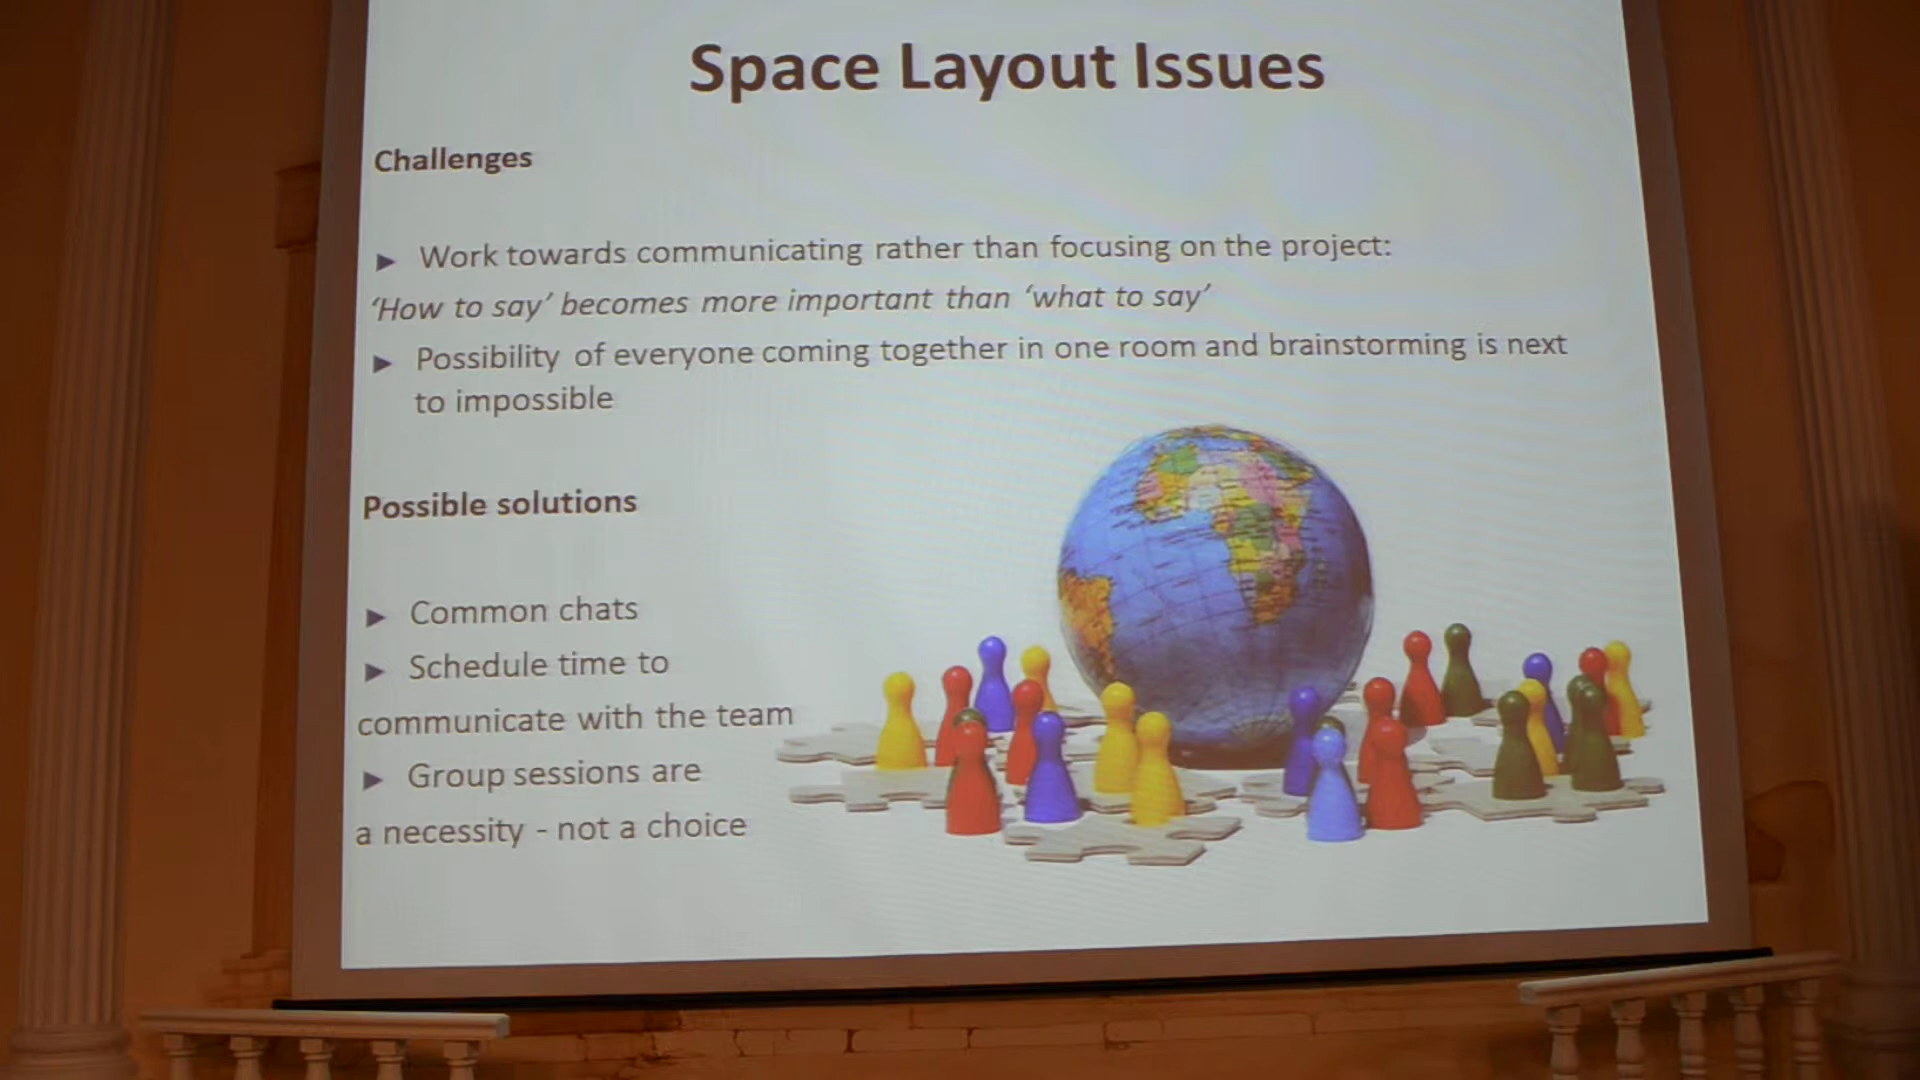 Space Layout Issues
Challenges
► Work towards communicating rather than focusing on the project:
‘How to say’ becomes more important than ‘what to say’
► Possibility of everyone coming together in one room and brainstorming is next
to impossible
Possible solutions
► Common chats
► Schedule time to
communicate with the team
► Group sessions are
a necessity - not a choice